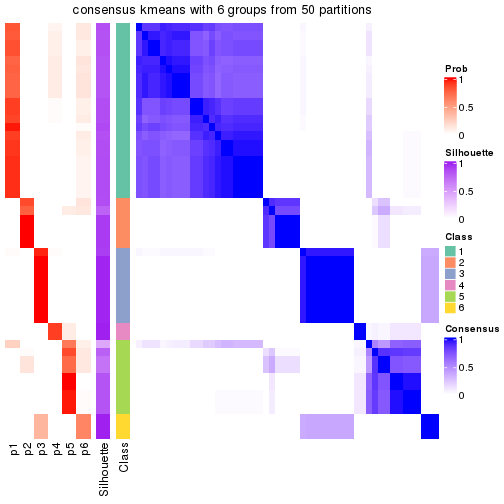 consensus kmeans with 6 groups from 50 partitions
Prob
1
0.5
0
Silhouette
1
0.5
0
Class
1
2
3
4
5
6
Consensus
1
0.5
0
p1
p2
p3
p4
p5
p6
Silhouette
Class